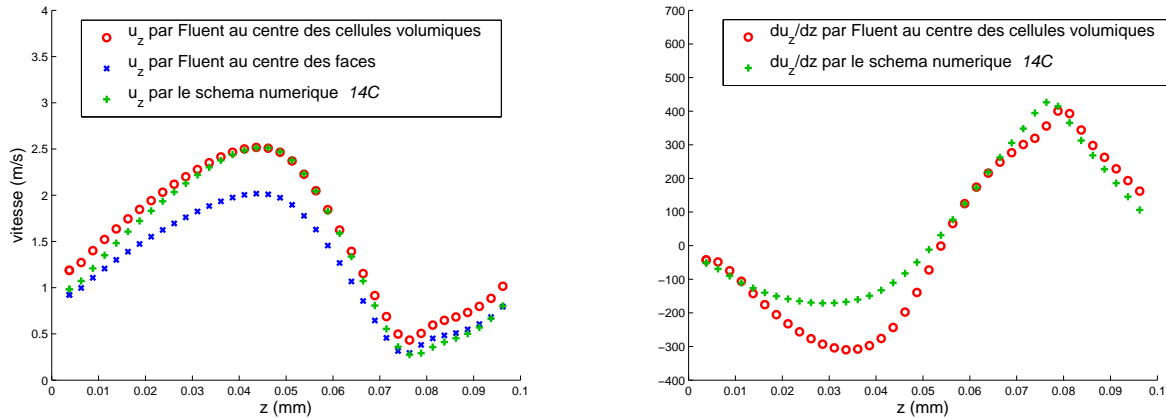 4
3.5
3
2.5
2
1.5
1
0.5
0
vitesse (m/s)
u_z par Fluent au centre des cellules volumiques
u_z par Fluent au centre des faces
u_z par le schema numerique 14C
0 0.01 0.02 0.03 0.04 0.05 0.06 0.07 0.08 0.09 0.1
z (mm)
700
600
500
400
300
200
100
0
−100
−200
−300
−400
du_z/dz par Fluent au centre des cellules volumiques
du_z/dz par le schema numerique 14C
0 0.01 0.02 0.03 0.04 0.05 0.06 0.07 0.08 0.09 0.1
z (mm)